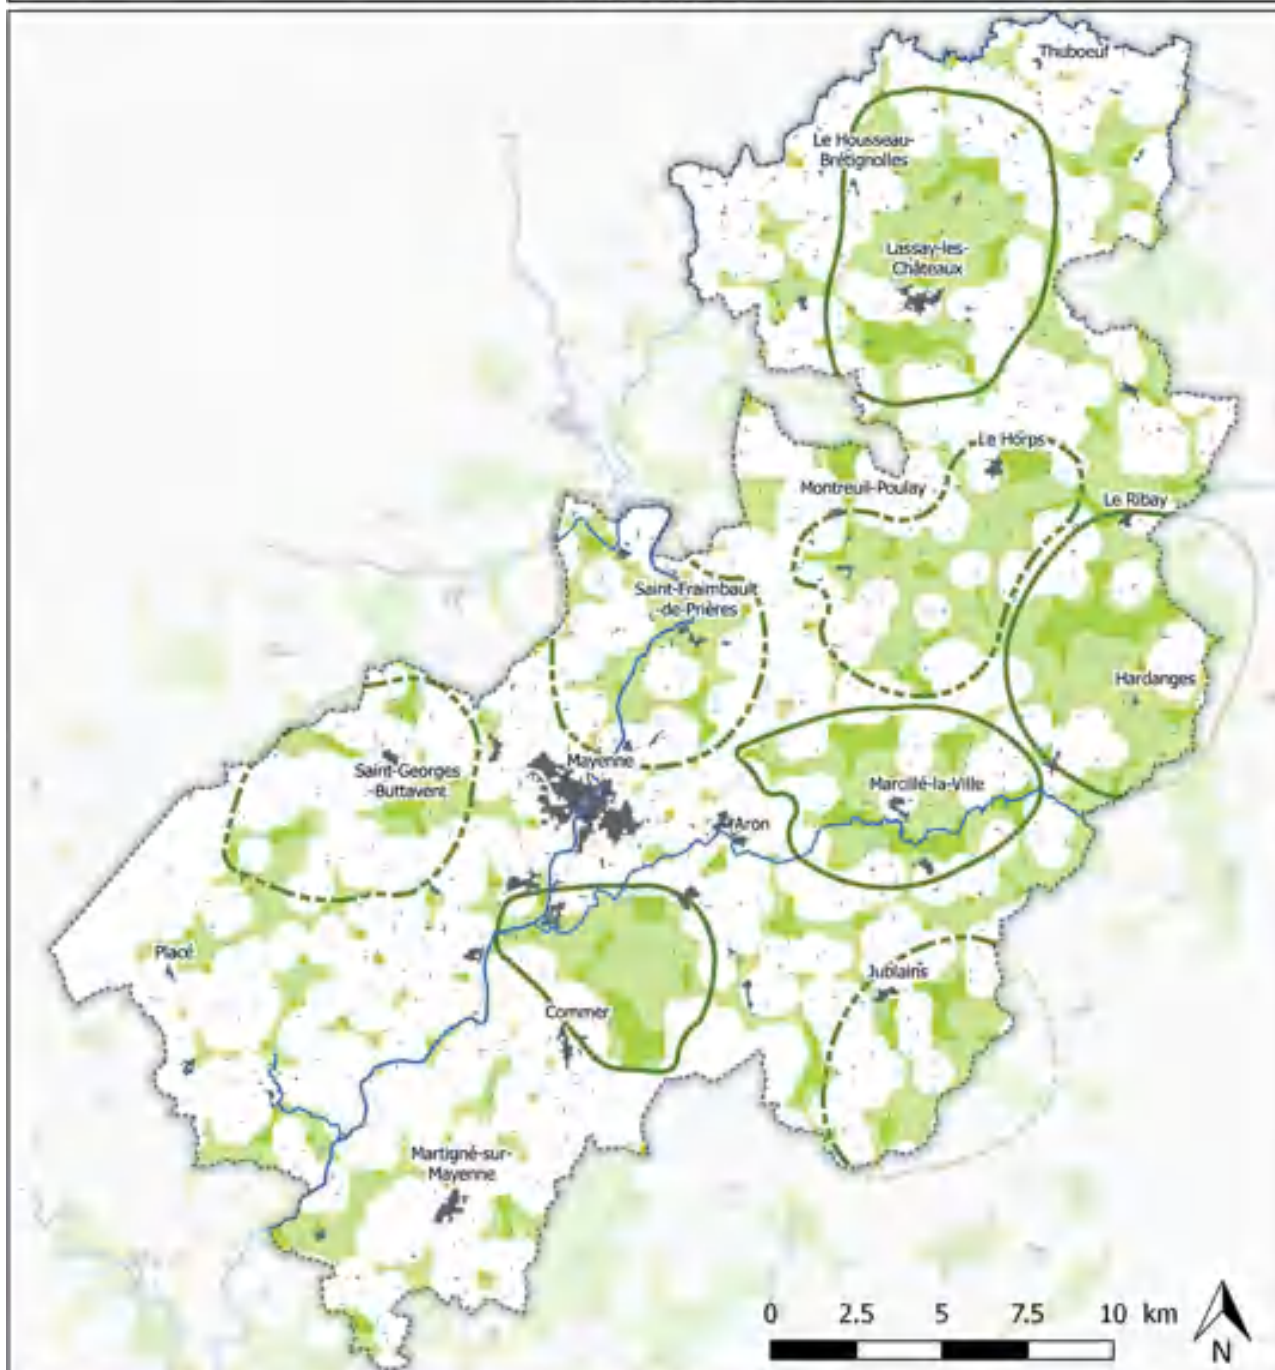 Thuboeuf
Le Housseau-
Brétignolles
Lassay-les-
Châteaux
Le Horps
Montreuil-Poulay
Le Ribay
Saint-Fraimbault
-de-Prières
Hardanges
Mayenne
Saint-Georges
-Buttavent
Marcillé-la-Ville
Aron
Placé
Jublains
Commer
Martigné-sur-
Mayenne
0 2.5 5 7.5 10 km
N